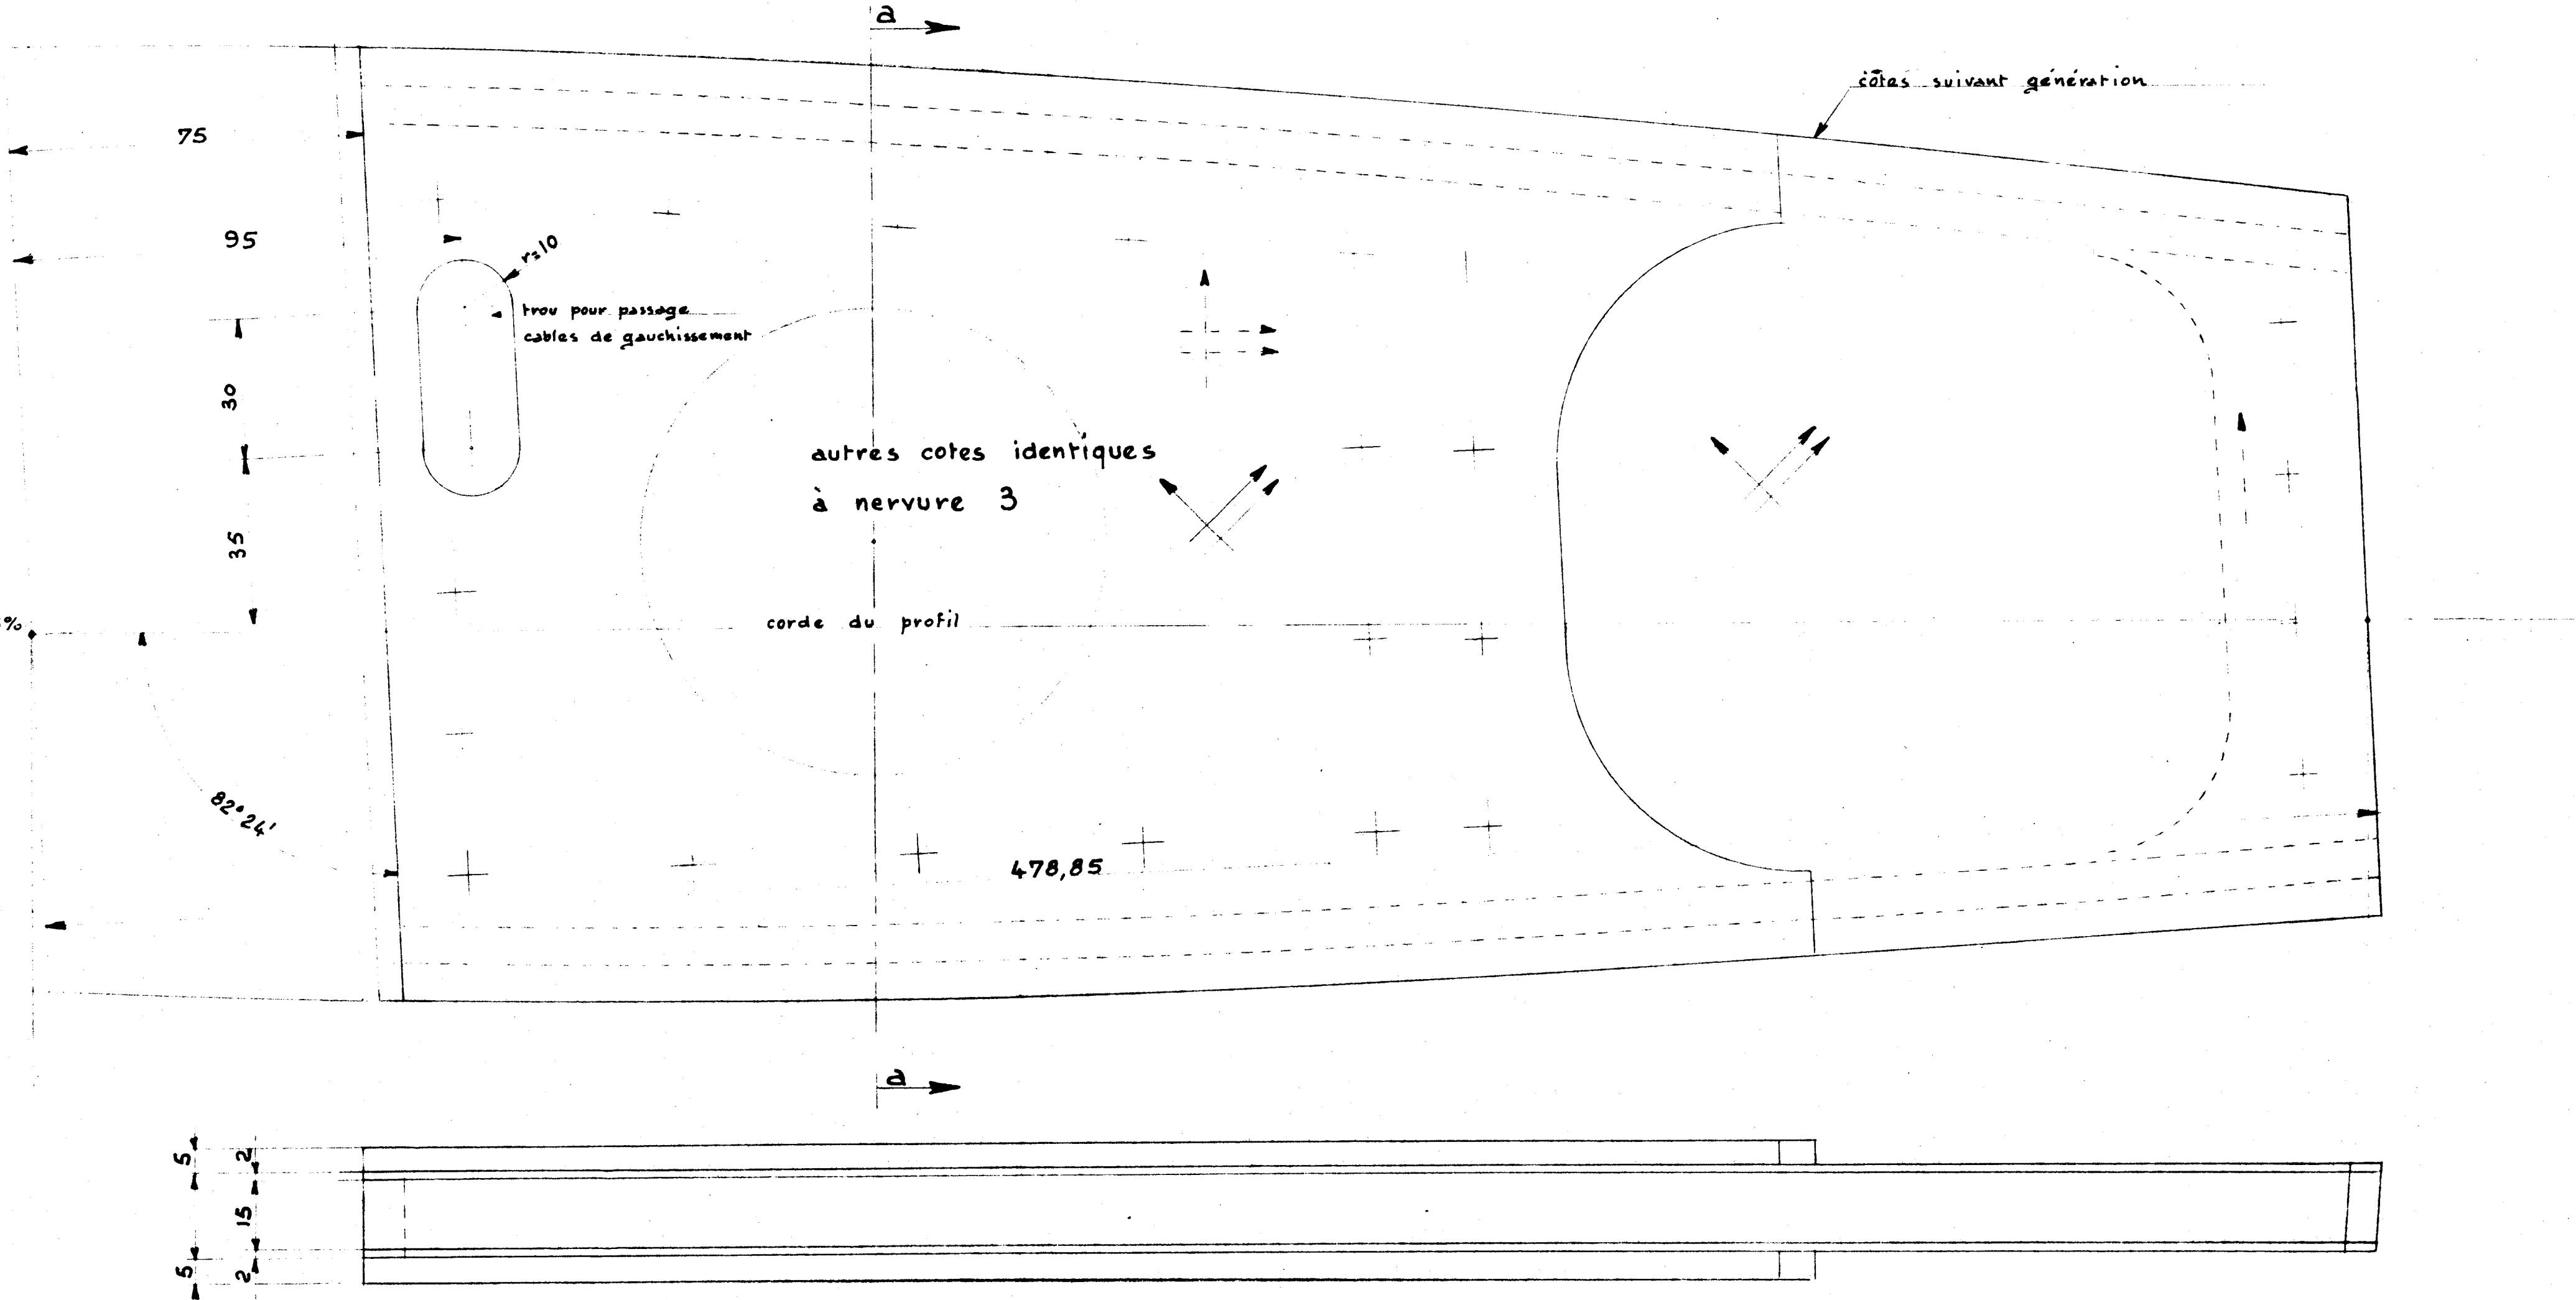 a
côtes suivant génération
75
95
r=10
trou pour passage
cables de gauchissement
30
autres cotes identiques
à nervure 3
35
%
corde du profil
82°24'
478,85
a
5
2
15
5
2